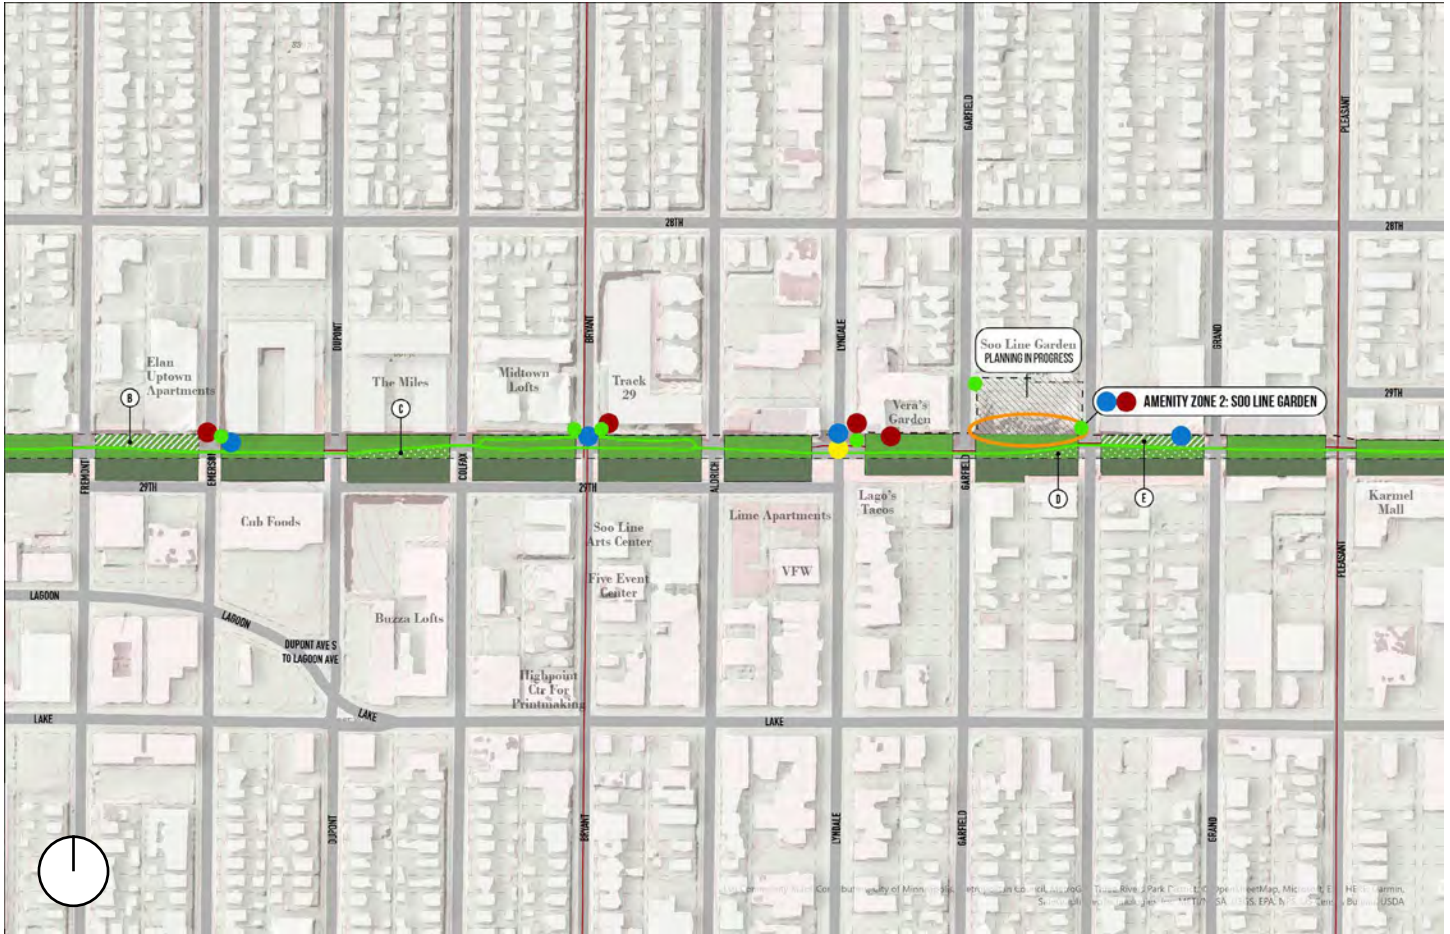 GARFIELD
PLEASANT
28TH
28TH
DUPONT
BRYANT
LYNDALE
GRAND
Soo Line Garden
PLANNING IN PROGRESS
Elan
Uptown
Apartments
B
The Miles
C
Midtown
Lofts
Track
29
Vera's
Garden
AMENITY ZONE 2: SOO LINE GARDEN
29TH
FREMONT
EMERSON
COLFAX
ALDRICH
GARFIELD
29TH
29TH
D
E
Cub Foods
Soo Line
Arts Center
Lime Apartments
Lago's
Tacos
Karmel
Mall
Five Event
Center
VFW
PLEASANT
LAGOON
LAGOON
Buzza Lofts
DUPONT AVE S
TO LAGOON AVE
Highpoint
Ctr For
Printmaking
LAKE
LAKE
LAKE
DUPONT
BRYANT
LYNDALE
GARFIELD
GRAND